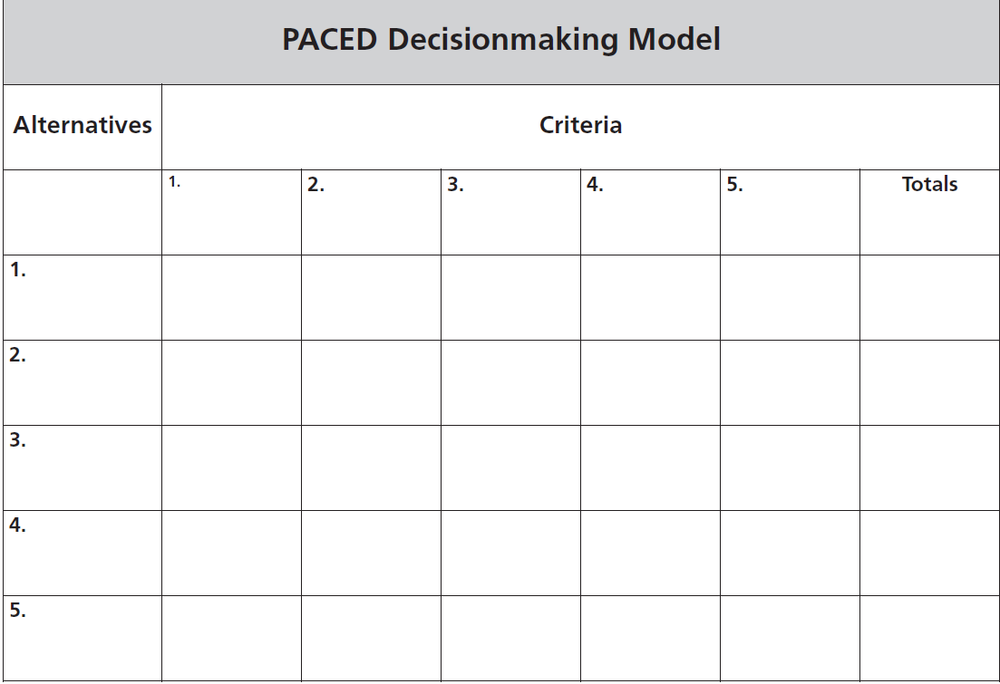 PACED Decisionmaking Model
Alternatives Criteria
1. 2. 3. 4. 5. Totals
1.
2.
3.
4.
5.